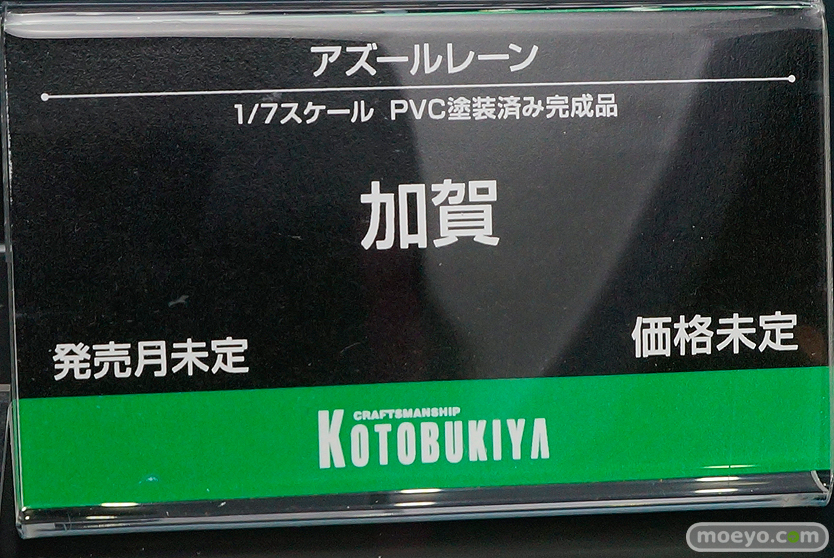 アズールレーン
1/7スケール PVC塗装済み完成品
加賀
発売月未定
価格未定
CRAFTSMANSHIP
KOTOBUKIYA
moeyo.com